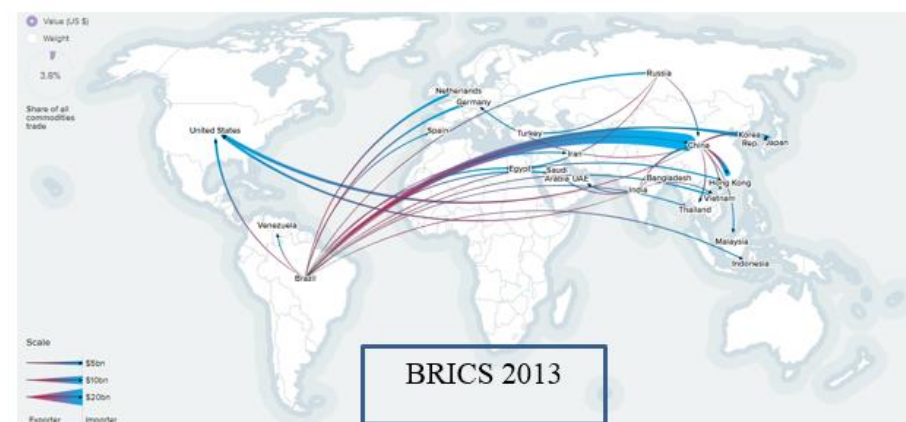 Value (US $)
Weight
3.8%
Share of all
commodities
trade
Russia
Netherlands
Germany
United States
Spain
Turkey
Korea
Rep.
Japan
China
Iran
Egypt
Saudi
Arabia
UAE
Bangladesh
Hong Kong
India
Vietnam
Thailand
Venezuela
Malaysia
Indonesia
Brazil
Scale
$5bn
$10bn
$20bn
Exporter
Importer
BRICS 2013